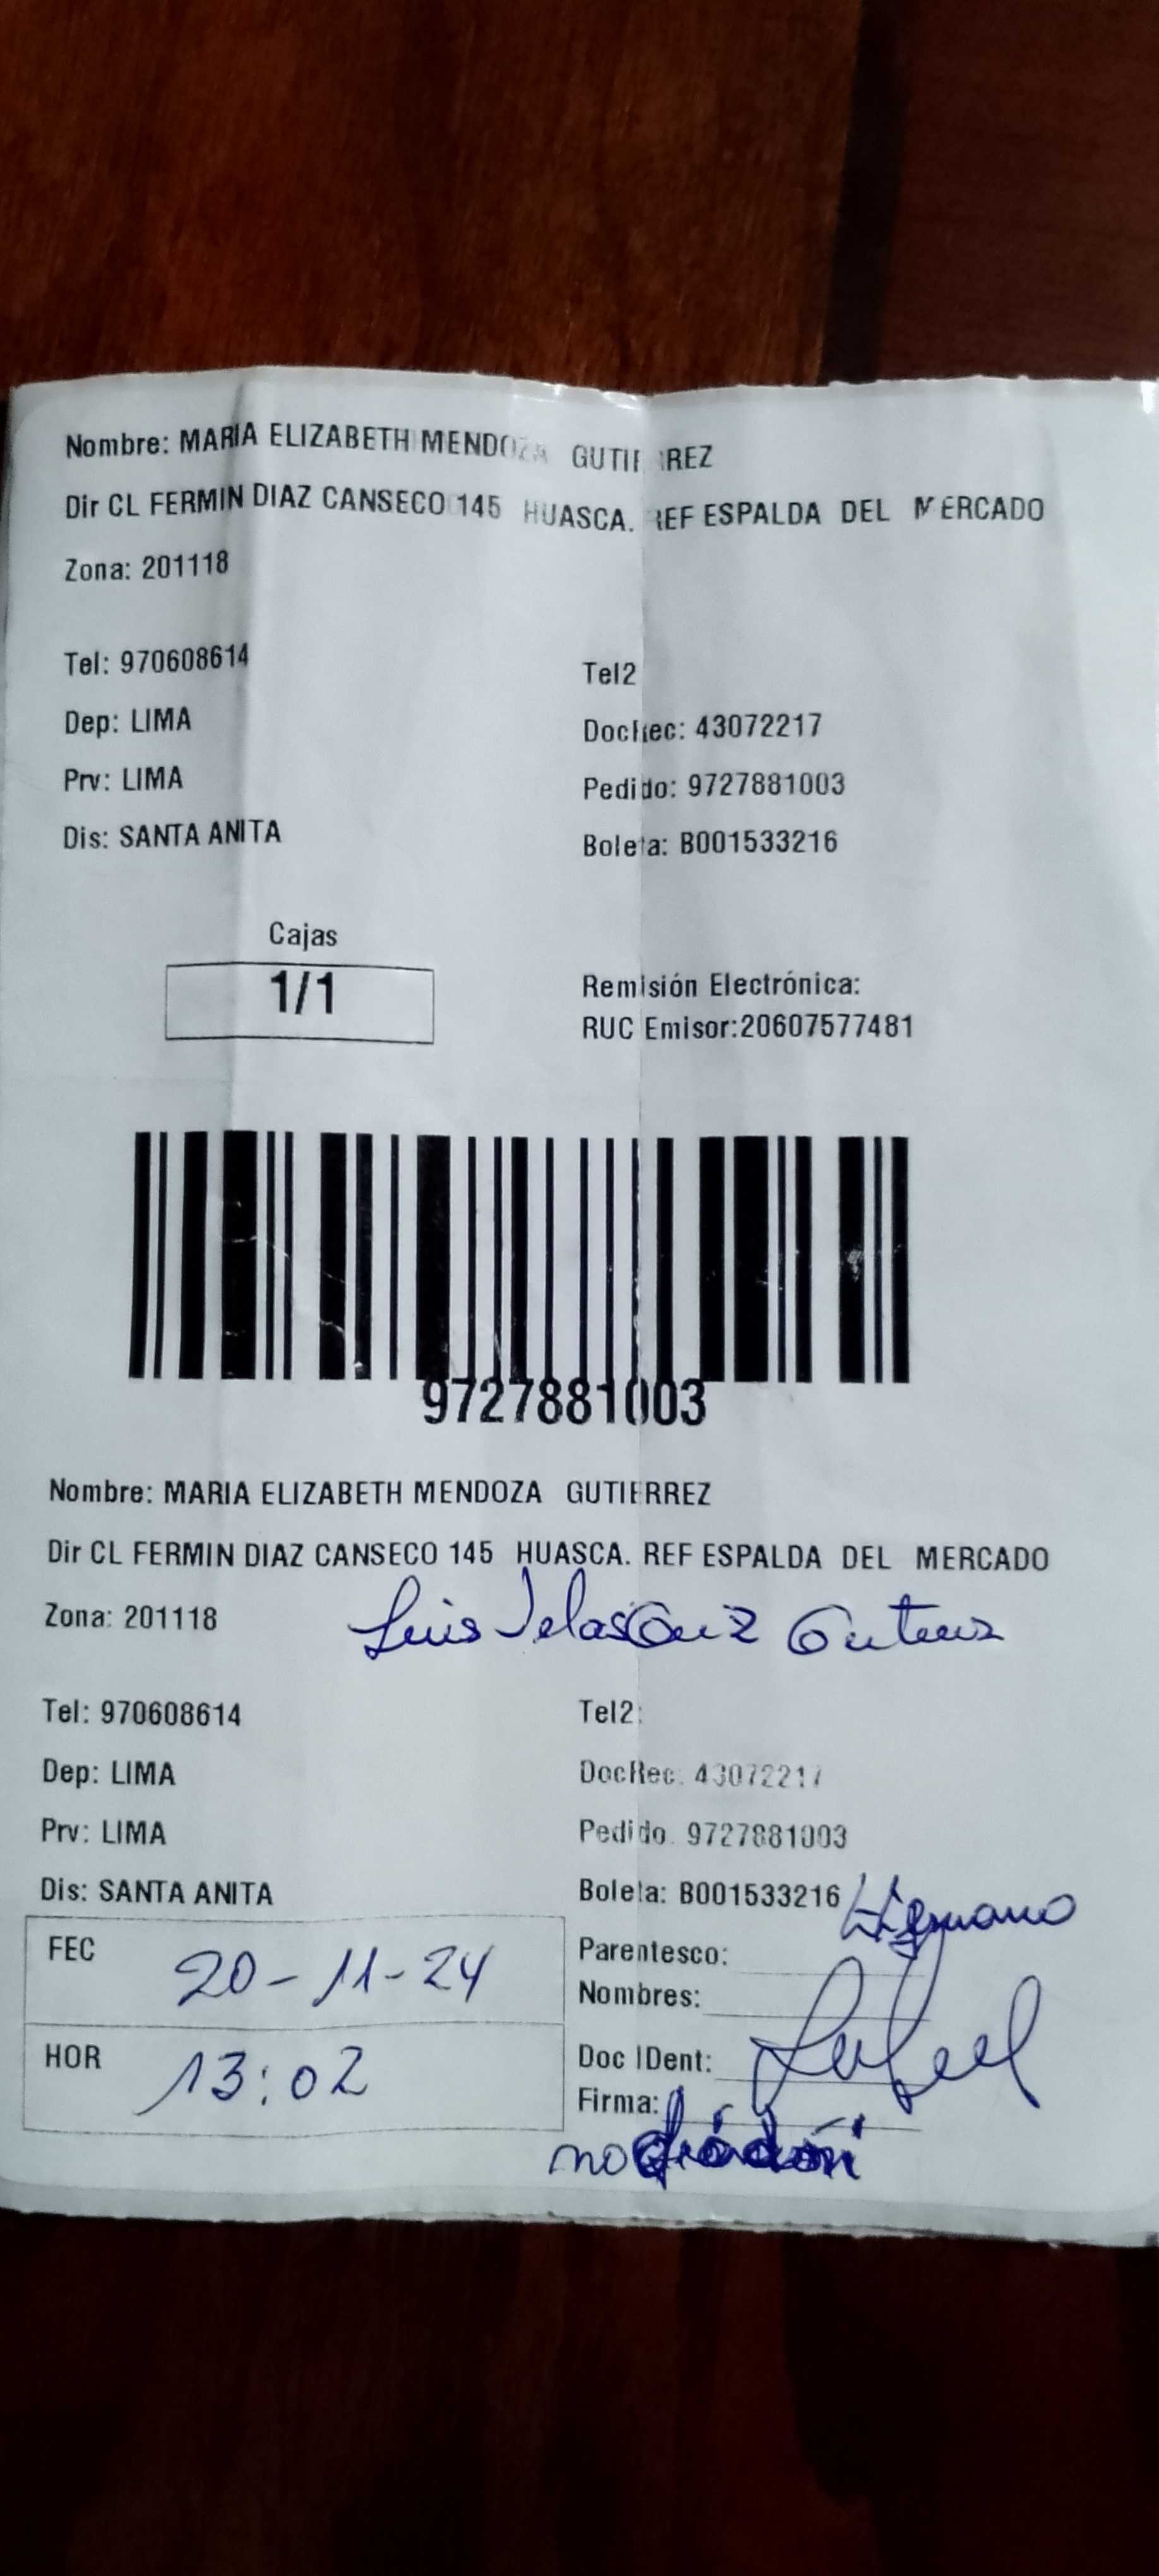 Nombre: MARIA ELIZABETH MENDOZA GUTIERREZ
Dir CL FERMIN DIAZ CANSECO 145 HUASCA. REF ESPALDA DEL MERCADO
Zona: 201118
Tel: 970608614 Tel2
Dep: LIMA DocRec: 43072217
Prv: LIMA Pedido: 9727881003
Dis: SANTA ANITA Boleta: B001533216
Cajas
1/1
Remisión Electrónica:
RUC Emisor:20607577481
9727881003
Nombre: MARIA ELIZABETH MENDOZA GUTIERREZ
Dir CL FERMIN DIAZ CANSECO 145 HUASCA. REF ESPALDA DEL MERCADO
Zona: 201118 Luis
Tel: 970608614 Tel2:
Dep: LIMA DocRec: 43072217
Prv: LIMA Pedido: 9727881003
Dis: SANTA ANITA Boleta: B001533216
FEC 20-11-24
HOR 13:02
Parentesco:
Nombres:
Doc IDent:
Firma:
no